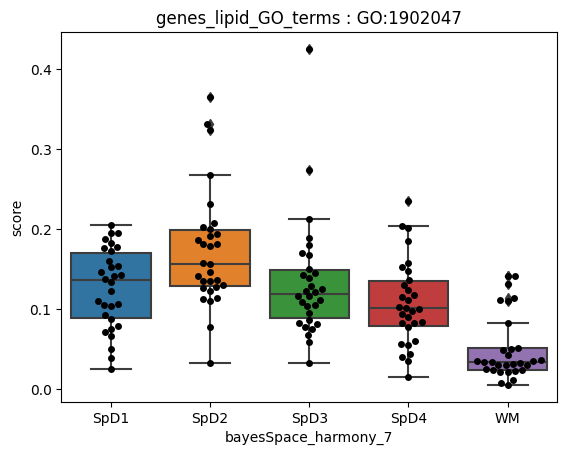 genes_lipid_GO_terms : GO:1902047
score
0.4
0.3
0.2
0.1
0.0
SpD1 SpD2 SpD3 SpD4 WM
bayesSpace_harmony_7